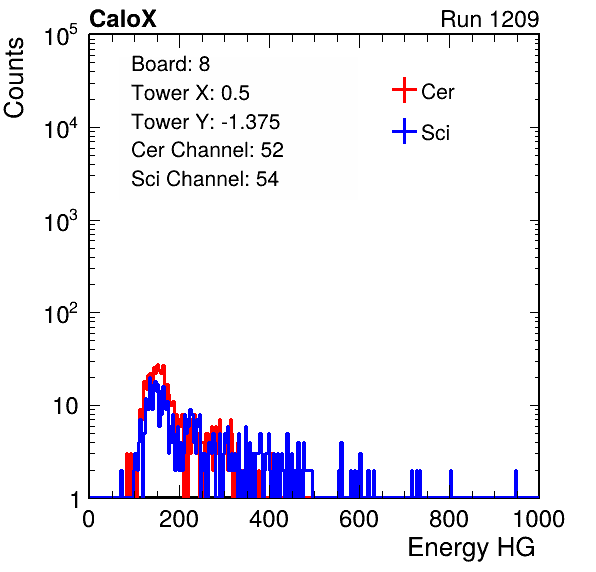 CaloX Run 1209
Counts
10^5
10^4
10^3
10^2
10
1
Board: 8
Tower X: 0.5
Tower Y: -1.375
Cer Channel: 52
Sci Channel: 54
Cer
Sci
0 200 400 600 800 1000
Energy HG